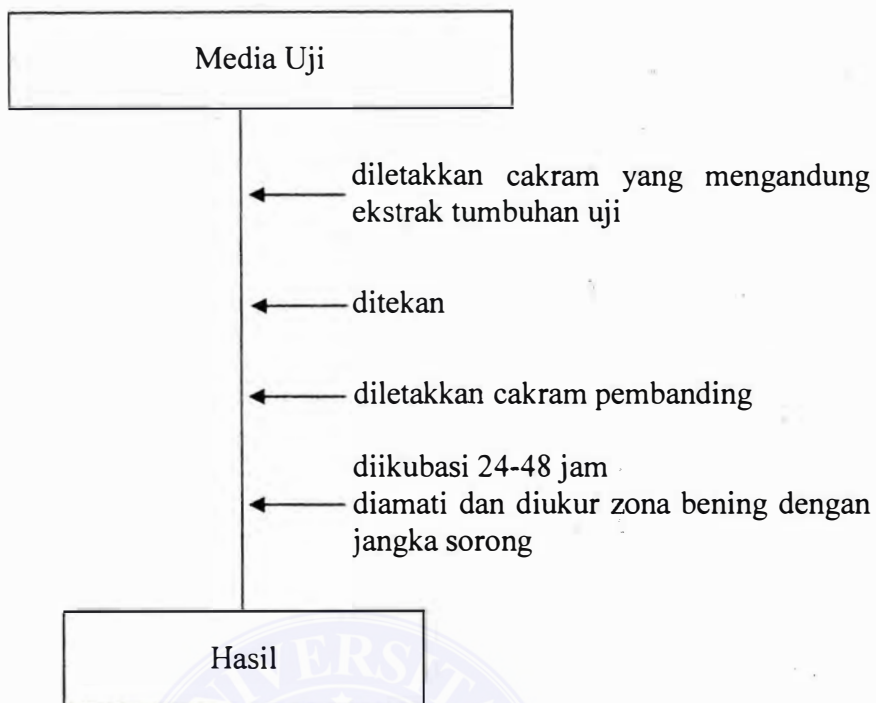 Media Uji
diletakkan cakram yang mengandung
ekstrak tumbuhan uji
ditekan
diletakkan cakram pembanding
diikubasi 24-48 jam
diamati dan diukur zona bening dengan
jangka sorong
Hasil